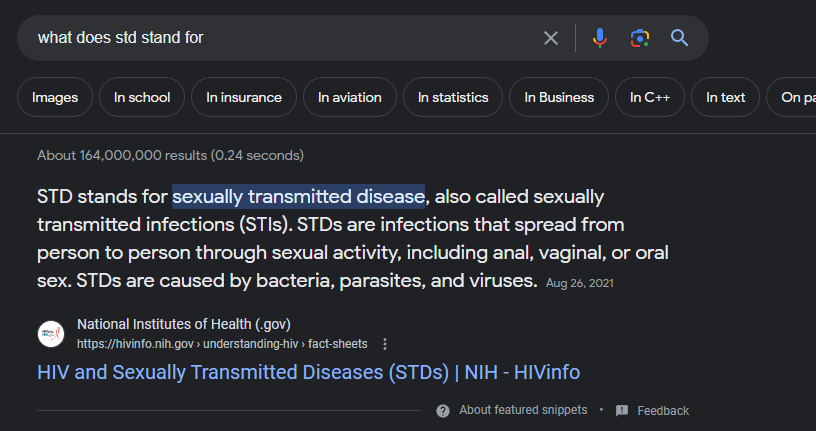 what does std stand for
Images In school In insurance In aviation In statistics In Business In C++ In text On pa
About 164,000,000 results (0.24 seconds)
STD stands for sexually transmitted disease, also called sexually
transmitted infections (STIs). STDs are infections that spread from
person to person through sexual activity, including anal, vaginal, or oral
sex. STDs are caused by bacteria, parasites, and viruses. Aug 26, 2021
National Institutes of Health (.gov)
https://hivinfo.nih.gov › understanding-hiv › fact-sheets
HIV and Sexually Transmitted Diseases (STDs) | NIH - HIVinfo
About featured snippets • Feedback